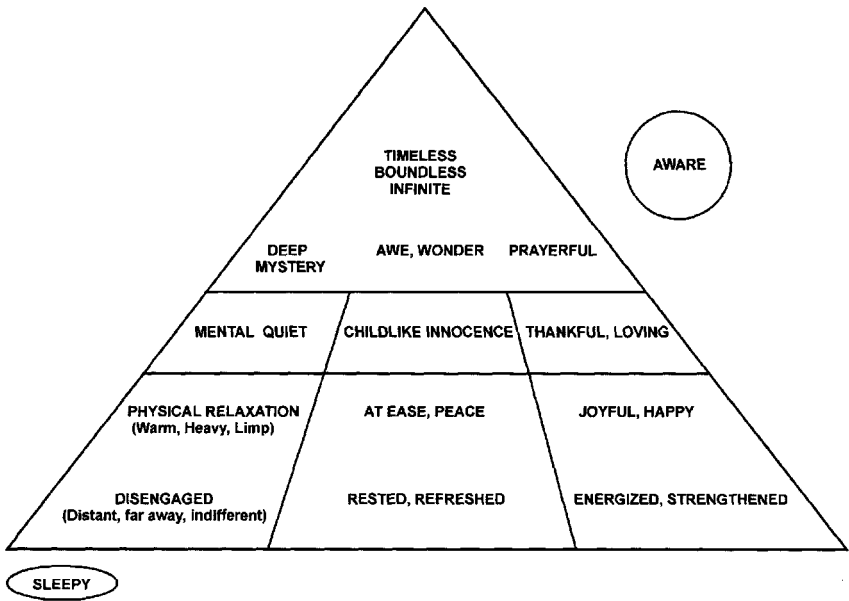 TIMELESS
BOUNDLESS
INFINITE
AWARE
DEEP
MYSTERY
AWE, WONDER
PRAYERFUL
MENTAL QUIET
CHILDLIKE INNOCENCE
THANKFUL, LOVING
PHYSICAL RELAXATION
(Warm, Heavy, Limp)
AT EASE, PEACE
JOYFUL, HAPPY
DISENGAGED
(Distant, far away, indifferent)
RESTED, REFRESHED
ENERGIZED, STRENGTHENED
SLEEPY